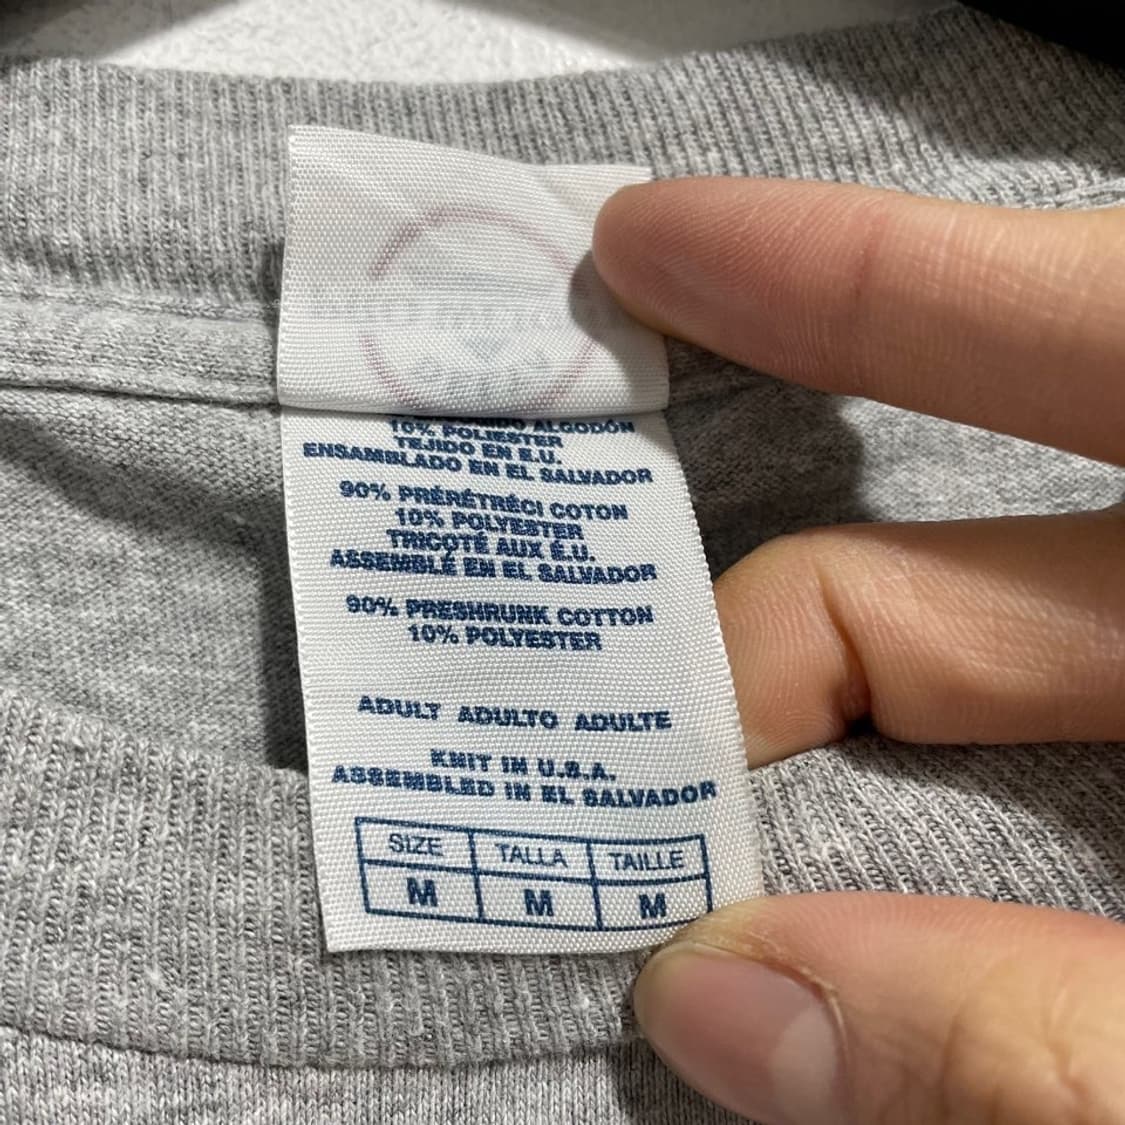 ALGODÓN
10% POLIESTER
TEJIDO EN E.U.
ENSAMBLADO EN EL SALVADOR
90% PRÉRÉTRÉCI COTON
10% POLYESTER
TRICOTÉ AUX É.U.
ASSEMBLÉ EN EL SALVADOR
90% PRESHRUNK COTTON
10% POLYESTER
ADULT ADULTO ADULTE
KNIT IN U.S.A.
ASSEMBLED IN EL SALVADOR
SIZE TALLA TAILLE
M M M